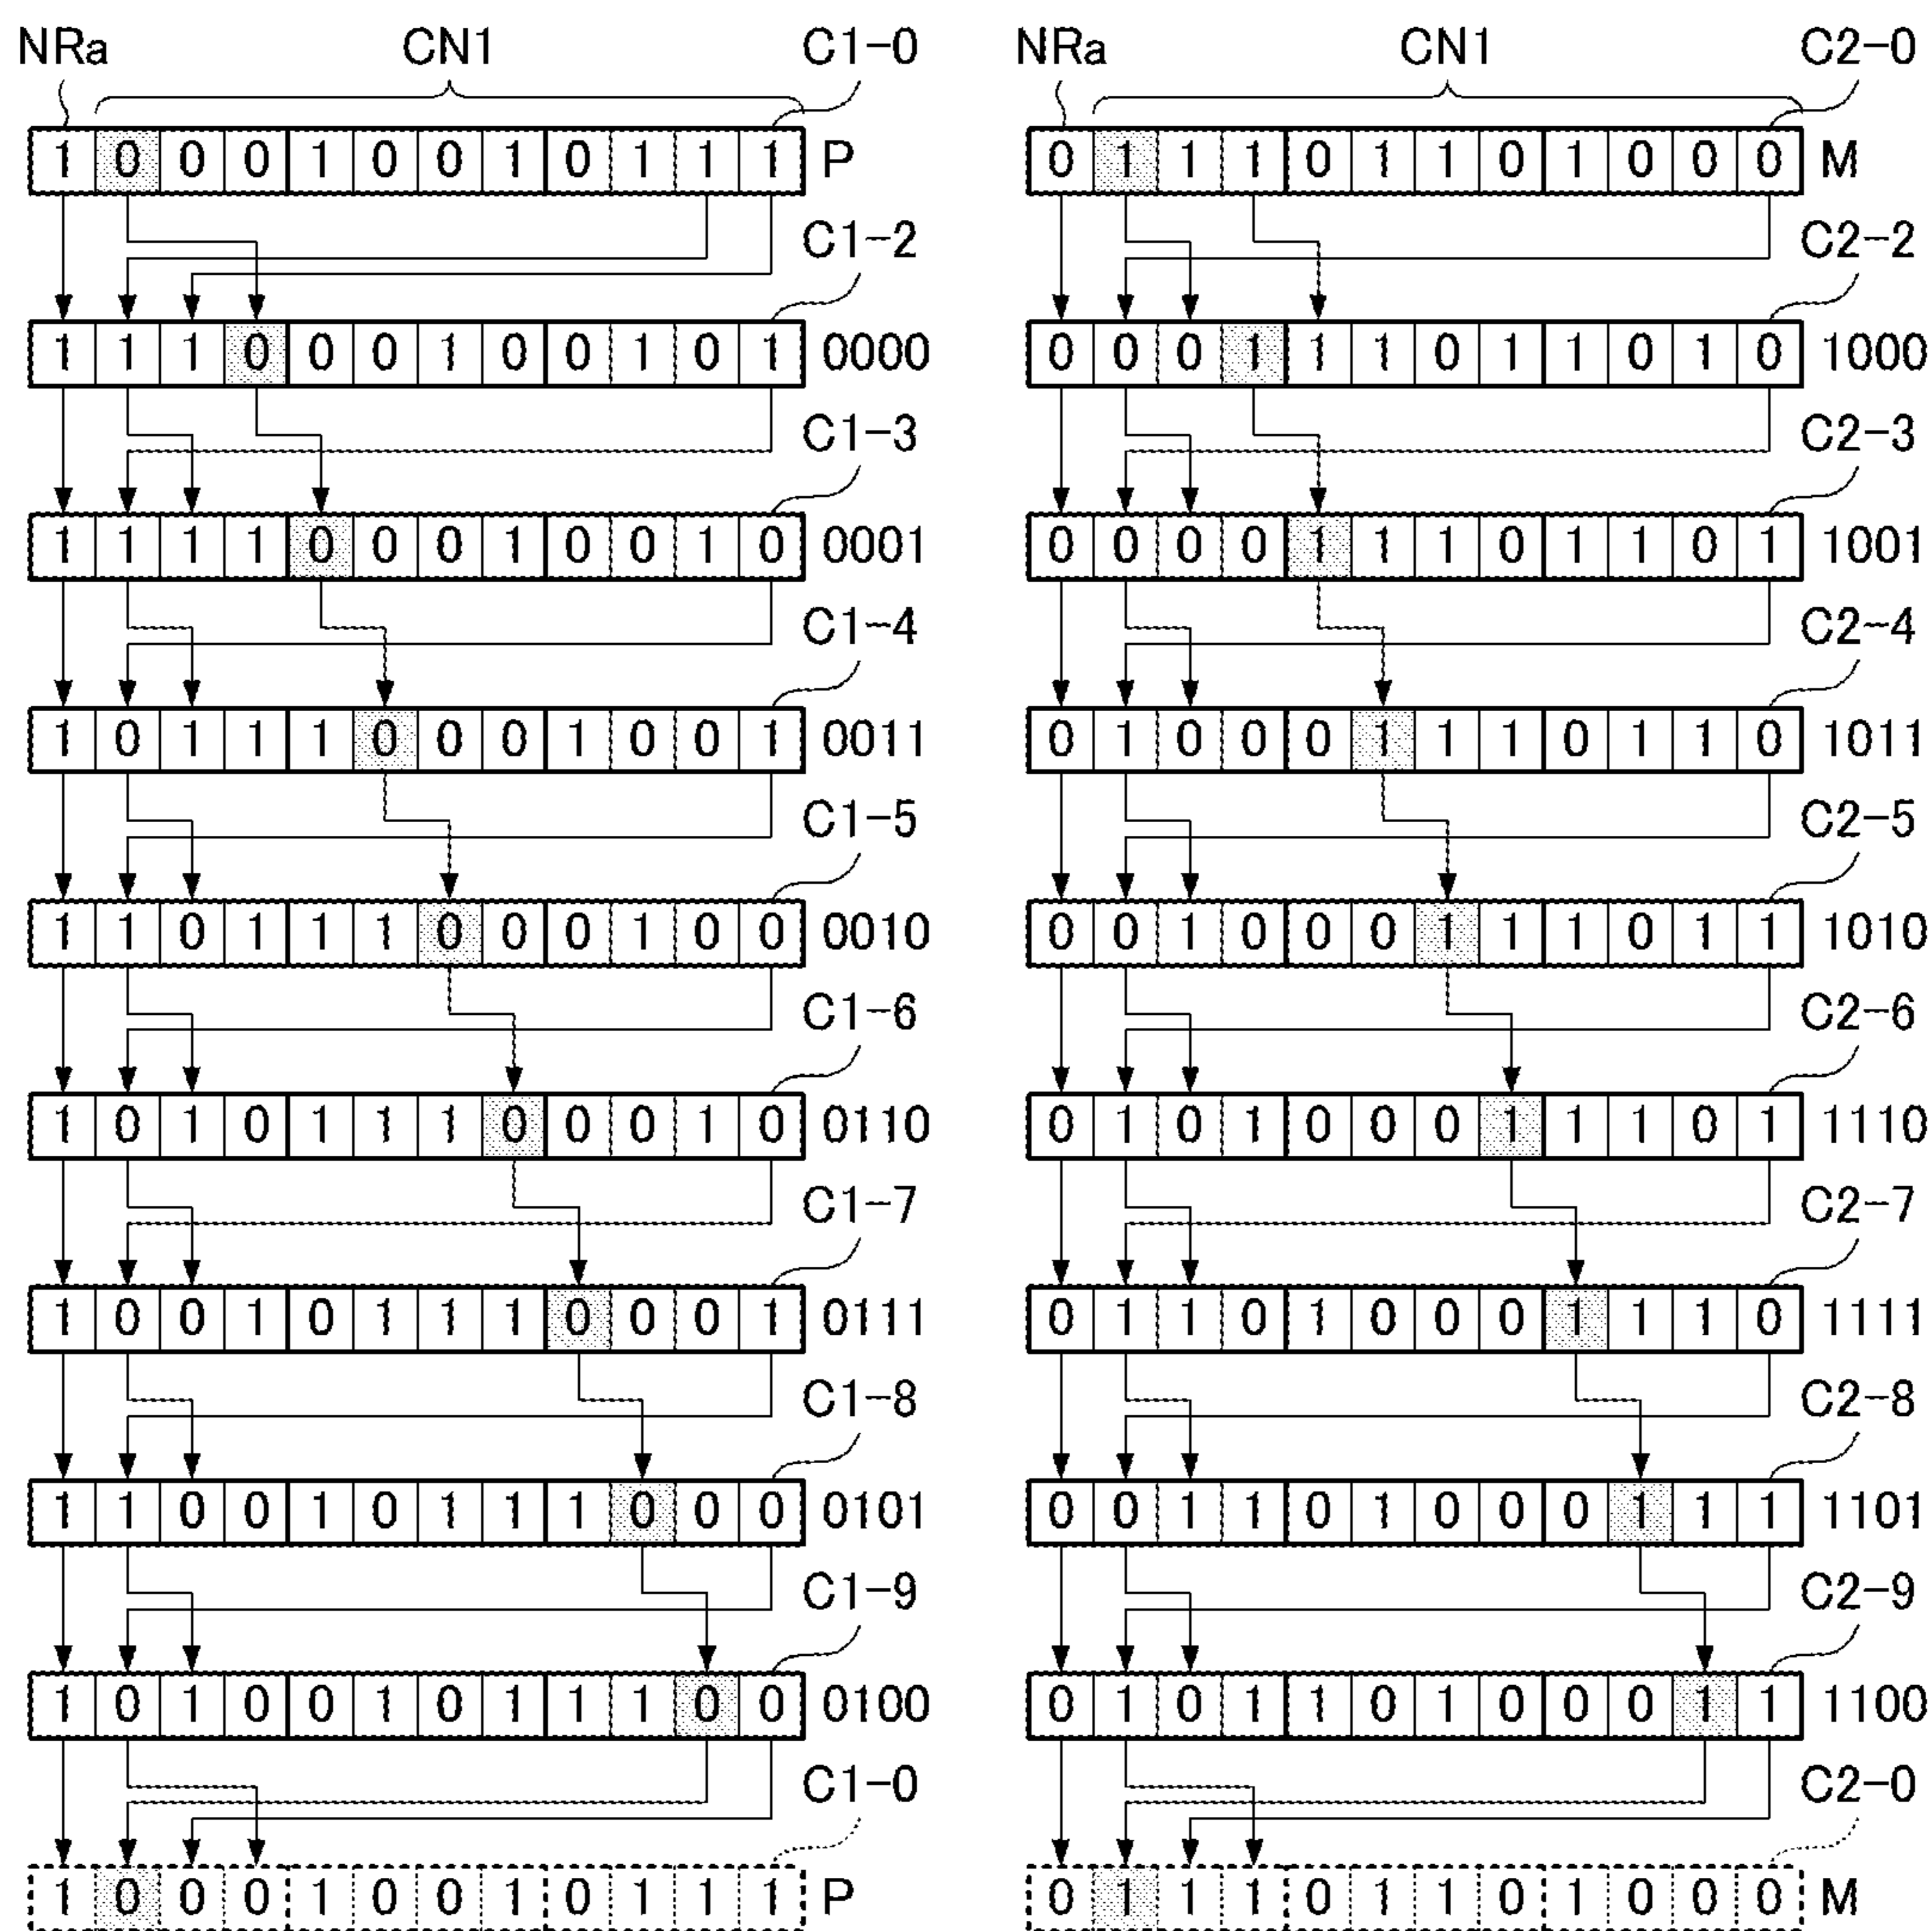 NRa CN1 C1-0 NRa CN1 C2-0
1 0 0 0 1 0 0 1 0 1 1 1 P 0 1 1 1 0 1 1 0 1 0 0 0 M
C1-2 C2-2
1 1 1 0 0 0 1 0 0 1 0 1 0000 0 0 0 1 1 1 0 1 1 0 1 0 1000
C1-3 C2-3
1 1 1 1 0 0 0 1 0 0 1 0 0001 0 0 0 0 1 1 1 0 1 1 0 1 1001
C1-4 C2-4
1 0 1 1 1 0 0 0 1 0 0 1 0011 0 1 0 0 0 1 1 1 0 1 1 0 1011
C1-5 C2-5
1 1 0 1 1 1 0 0 0 1 0 0 0010 0 0 1 0 0 0 1 1 1 0 1 1 1010
C1-6 C2-6
1 0 1 0 1 1 1 0 0 0 1 0 0110 0 1 0 1 0 0 0 1 1 1 0 1 1110
C1-7 C2-7
1 0 0 1 0 1 1 1 0 0 0 1 0111 0 1 1 0 1 0 0 0 1 1 1 0 1111
C1-8 C2-8
1 1 0 0 1 0 1 1 1 0 0 0 0101 0 0 1 1 0 1 0 0 0 1 1 1 1101
C1-9 C2-9
1 0 1 0 0 1 0 1 1 1 0 0 0100 0 1 0 1 1 0 1 0 0 0 1 1 1100
C1-0 C2-0
1 0 0 0 1 0 0 1 0 1 1 1 P 0 1 1 1 0 1 1 0 1 0 0 0 M